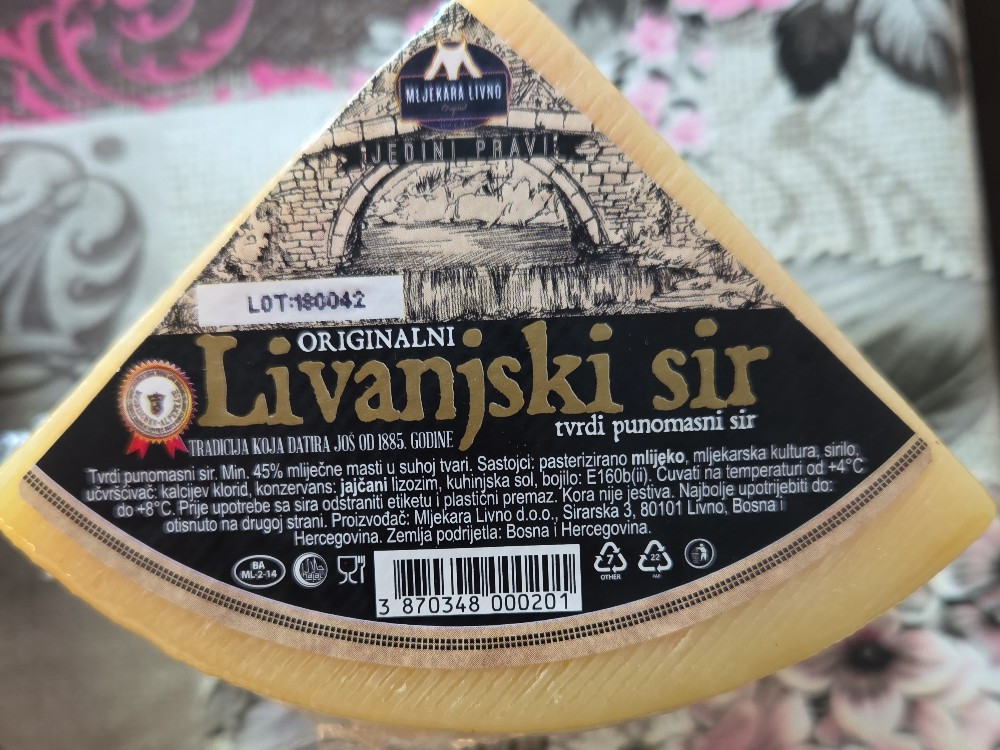 MLJEKARA LIVNO
Original
JEDINI PRAVI
LOT:180042
ORIGINALNI
Livanjski sir
tvrdi punomasni sir
TRADICIJA KOJA DATIRA JOŠ OD 1885. GODINE
Tvrdi punomasni sir. Min. 45% mliječne masti u suhoj tvari. Sastojci: pasterizirano mlijeko, mljekarska kultura, sirilo,
učvršćivač: kalcijev klorid, konzervans: jajčani lizozim, kuhinjska sol, bojilo: E160b(ii). Čuvati na temperaturi od +4°C
do +8°C. Prije upotrebe sa sira odstraniti etiketu i plastični premaz. Kora nije jestiva. Najbolje upotrijebiti do:
otisnuto na drugoj strani. Proizvođač: Mljekara Livno d.o.o., Sirarska 3, 80101 Livno, Bosna i
Hercegovina. Zemlja podrijetla: Bosna i Hercegovina.
BA
ML-2-14
7
OTHER
22
PAP
3 870348 000201